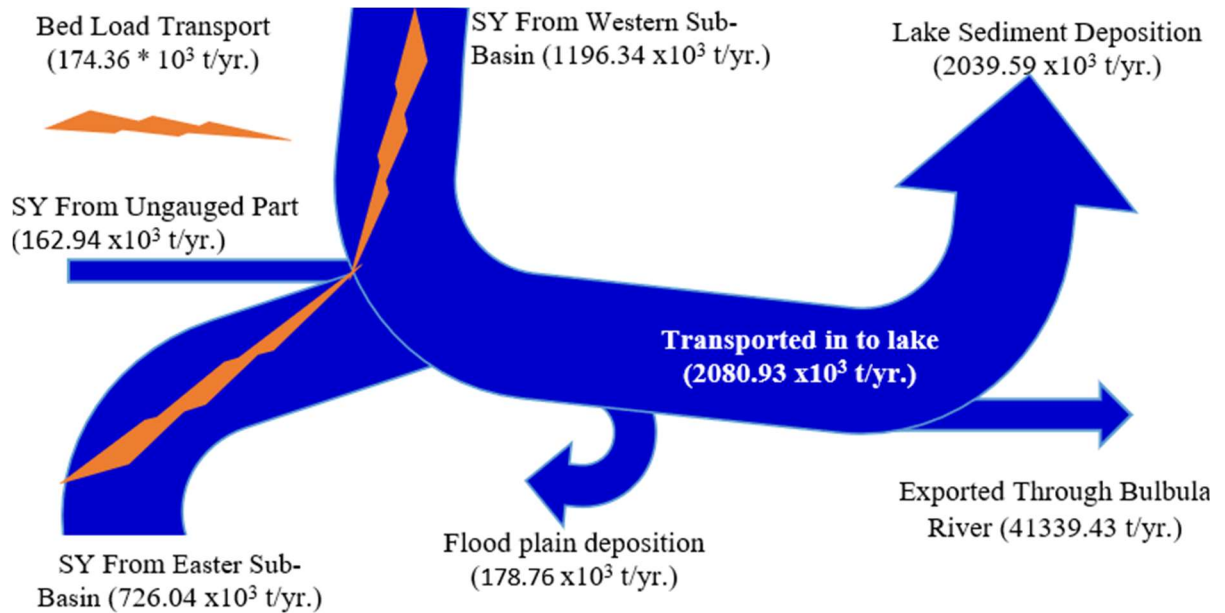 Bed Load Transport
(174.36 * 10³ t/yr.)
SY From Western Sub-
Basin (1196.34 x10³ t/yr.)
Lake Sediment Deposition
(2039.59 x10³ t/yr.)
SY From Ungauged Part
(162.94 x10³ t/yr.)
Transported in to lake
(2080.93 x10³ t/yr.)
Exported Through Bulbula
River (41339.43 t/yr.)
Flood plain deposition
(178.76 x10³ t/yr.)
SY From Easter Sub-
Basin (726.04 x10³ t/yr.)